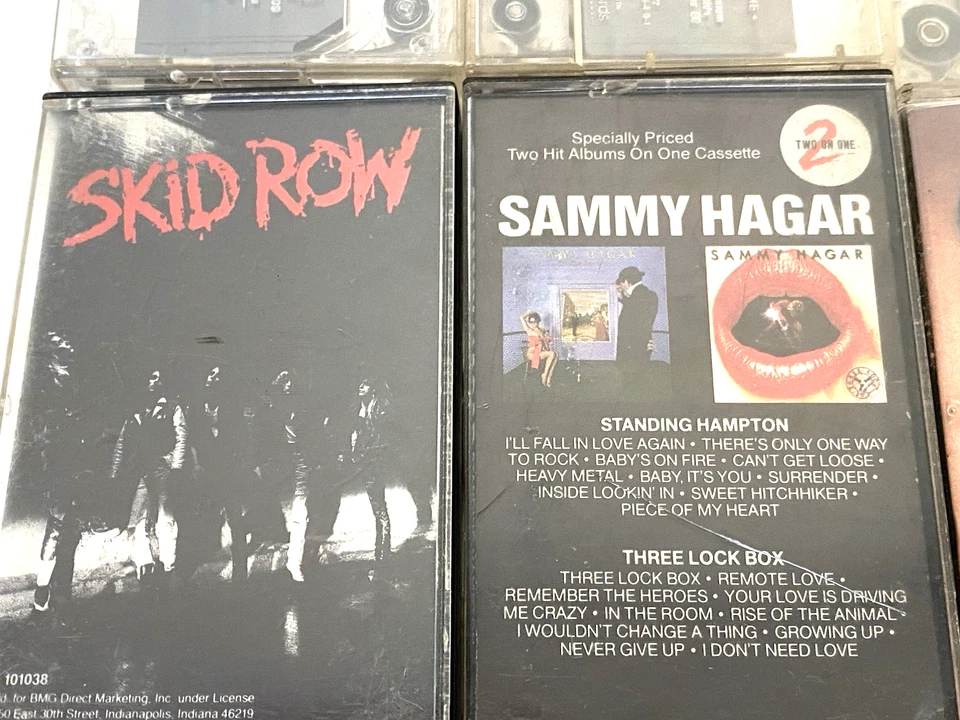 SKID ROW
101038
d. for BMG Direct Marketing, Inc. under License
50 East 30th Street, Indianapolis, Indiana 46219
Specially Priced
Two Hit Albums On One Cassette
2
TWO ON ONE
SAMMY HAGAR
SAMMY HAGAR
SAMMY HAGAR
STANDING HAMPTON
I'LL FALL IN LOVE AGAIN • THERE'S ONLY ONE WAY
TO ROCK • BABY'S ON FIRE • CAN'T GET LOOSE •
HEAVY METAL • BABY, IT'S YOU • SURRENDER •
INSIDE LOOKIN' IN • SWEET HITCHHIKER •
PIECE OF MY HEART
THREE LOCK BOX
THREE LOCK BOX • REMOTE LOVE •
REMEMBER THE HEROES • YOUR LOVE IS DRIVING
ME CRAZY • IN THE ROOM • RISE OF THE ANIMAL
I WOULDN'T CHANGE A THING • GROWING UP •
NEVER GIVE UP • I DON'T NEED LOVE